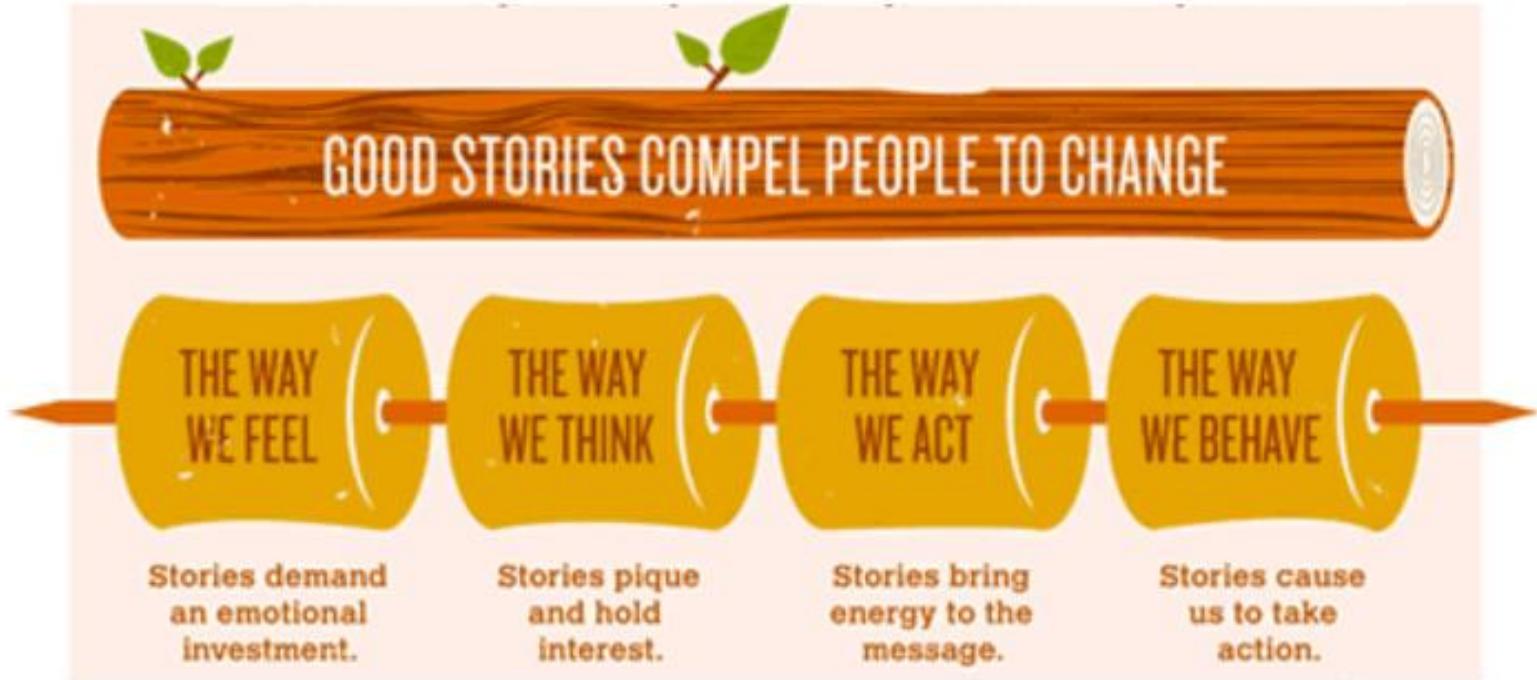 GOOD STORIES COMPEL PEOPLE TO CHANGE
THE WAY
WE FEEL
THE WAY
WE THINK
THE WAY
WE ACT
THE WAY
WE BEHAVE
Stories demand
an emotional
investment.
Stories pique
and hold
interest.
Stories bring
energy to the
message.
Stories cause
us to take
action.